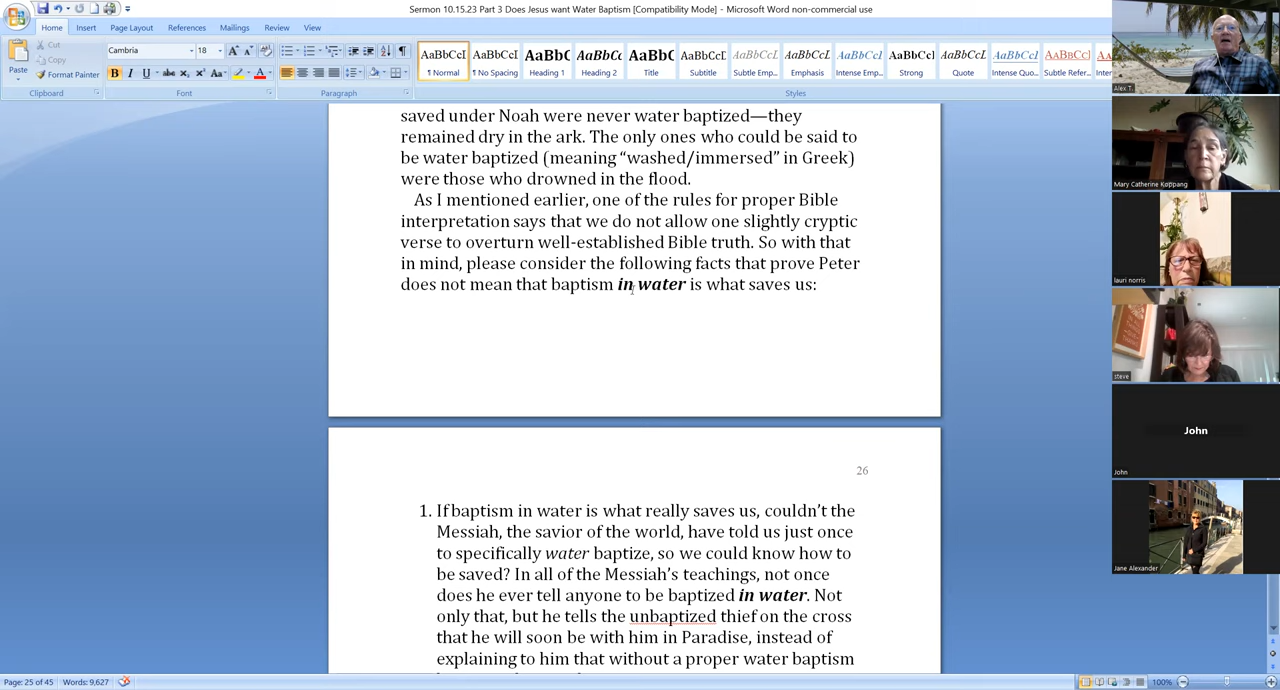 Sermon 10.15.23 Part 3 Does Jesus want Water Baptism [Compatibility Mode] - Microsoft Word non-commercial use
Home Insert Page Layout References Mailings Review View
Paste
Cut
Copy
Format Painter
Clipboard
Cambria 18
Font
Paragraph
AaBbCcI AaBbCcI AaBbC AaBbCc AaBbC AaBbCcI AaBbCcI AaBbCcI AaBbCcI AaBbCcI AaBbCcI AaBbCcI AaBbCcI
¶ Normal ¶ No Spacing Heading 1 Heading 2 Title Subtitle Subtle Emp... Emphasis Intense Emp... Strong Quote Intense Quo... Subtle Refer... Inter
Styles
saved under Noah were never water baptized—they
remained dry in the ark. The only ones who could be said to
be water baptized (meaning “washed/immersed” in Greek)
were those who drowned in the flood.
As I mentioned earlier, one of the rules for proper Bible
interpretation says that we do not allow one slightly cryptic
verse to overturn well-established Bible truth. So with that
in mind, please consider the following facts that prove Peter
does not mean that baptism in water is what saves us:
26
1. If baptism in water is what really saves us, couldn’t the
Messiah, the savior of the world, have told us just once
to specifically water baptize, so we could know how to
be saved? In all of the Messiah’s teachings, not once
does he ever tell anyone to be baptized in water. Not
only that, but he tells the unbaptized thief on the cross
that he will soon be with him in Paradise, instead of
explaining to him that without a proper water baptism
Page: 25 of 45 Words: 9,627
100%
Alex T.
Mary Catherine Køppang
lauri norris
steve
John
John
Jane Alexander